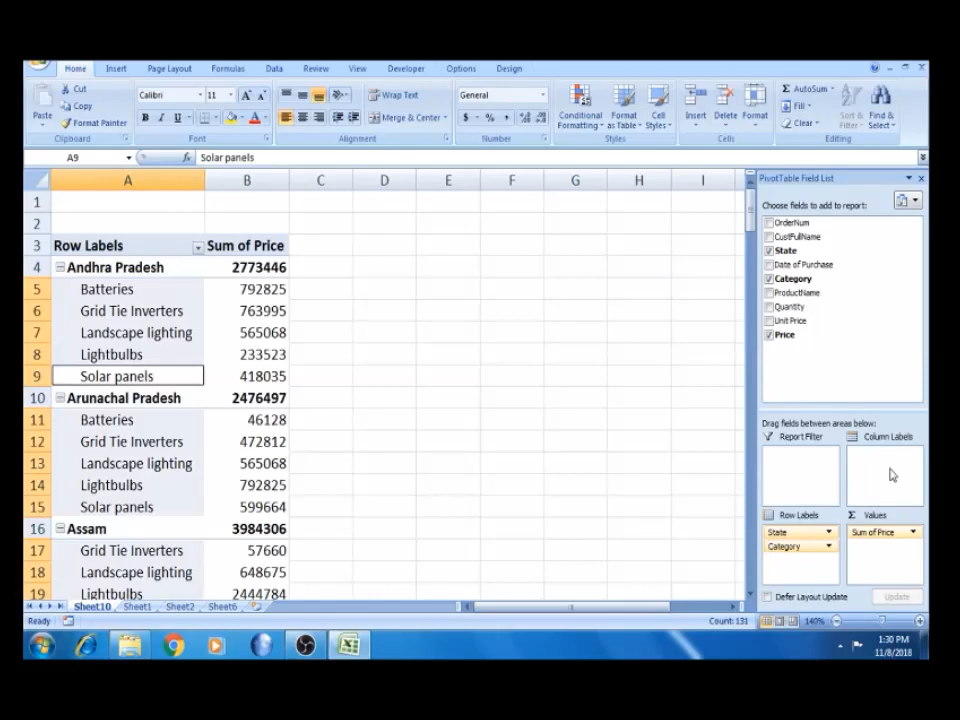 Home Insert Page Layout Formulas Data Review View Developer Options Design
Cut
Copy
Format Painter
Paste
Clipboard
Calibri 11
B I U
Font
Wrap Text
Merge & Center
Alignment
General
$ % ,
Number
Conditional Formatting
Format as Table
Cell Styles
Styles
Insert Delete Format
Cells
Σ AutoSum
Fill
Clear
Sort & Filter
Find & Select
Editing
A9 fx Solar panels
A B C D E F G H I
1
2
3 Row Labels Sum of Price
4 Andhra Pradesh 2773446
5 Batteries 792825
6 Grid Tie Inverters 763995
7 Landscape lighting 565068
8 Lightbulbs 233523
9 Solar panels 418035
10 Arunachal Pradesh 2476497
11 Batteries 46128
12 Grid Tie Inverters 472812
13 Landscape lighting 565068
14 Lightbulbs 792825
15 Solar panels 599664
16 Assam 3984306
17 Grid Tie Inverters 57660
18 Landscape lighting 648675
19 Lightbulbs 2444784
PivotTable Field List
Choose fields to add to report:
OrderNum
CustFullName
State
Date of Purchase
Category
ProductName
Quantity
Unit Price
Price
Drag fields between areas below:
Report Filter Column Labels
Row Labels Σ Values
State Sum of Price
Category
Defer Layout Update Update
Sheet10 Sheet1 Sheet2 Sheet6
Ready Count: 131 140%
1:30 PM
11/8/2018